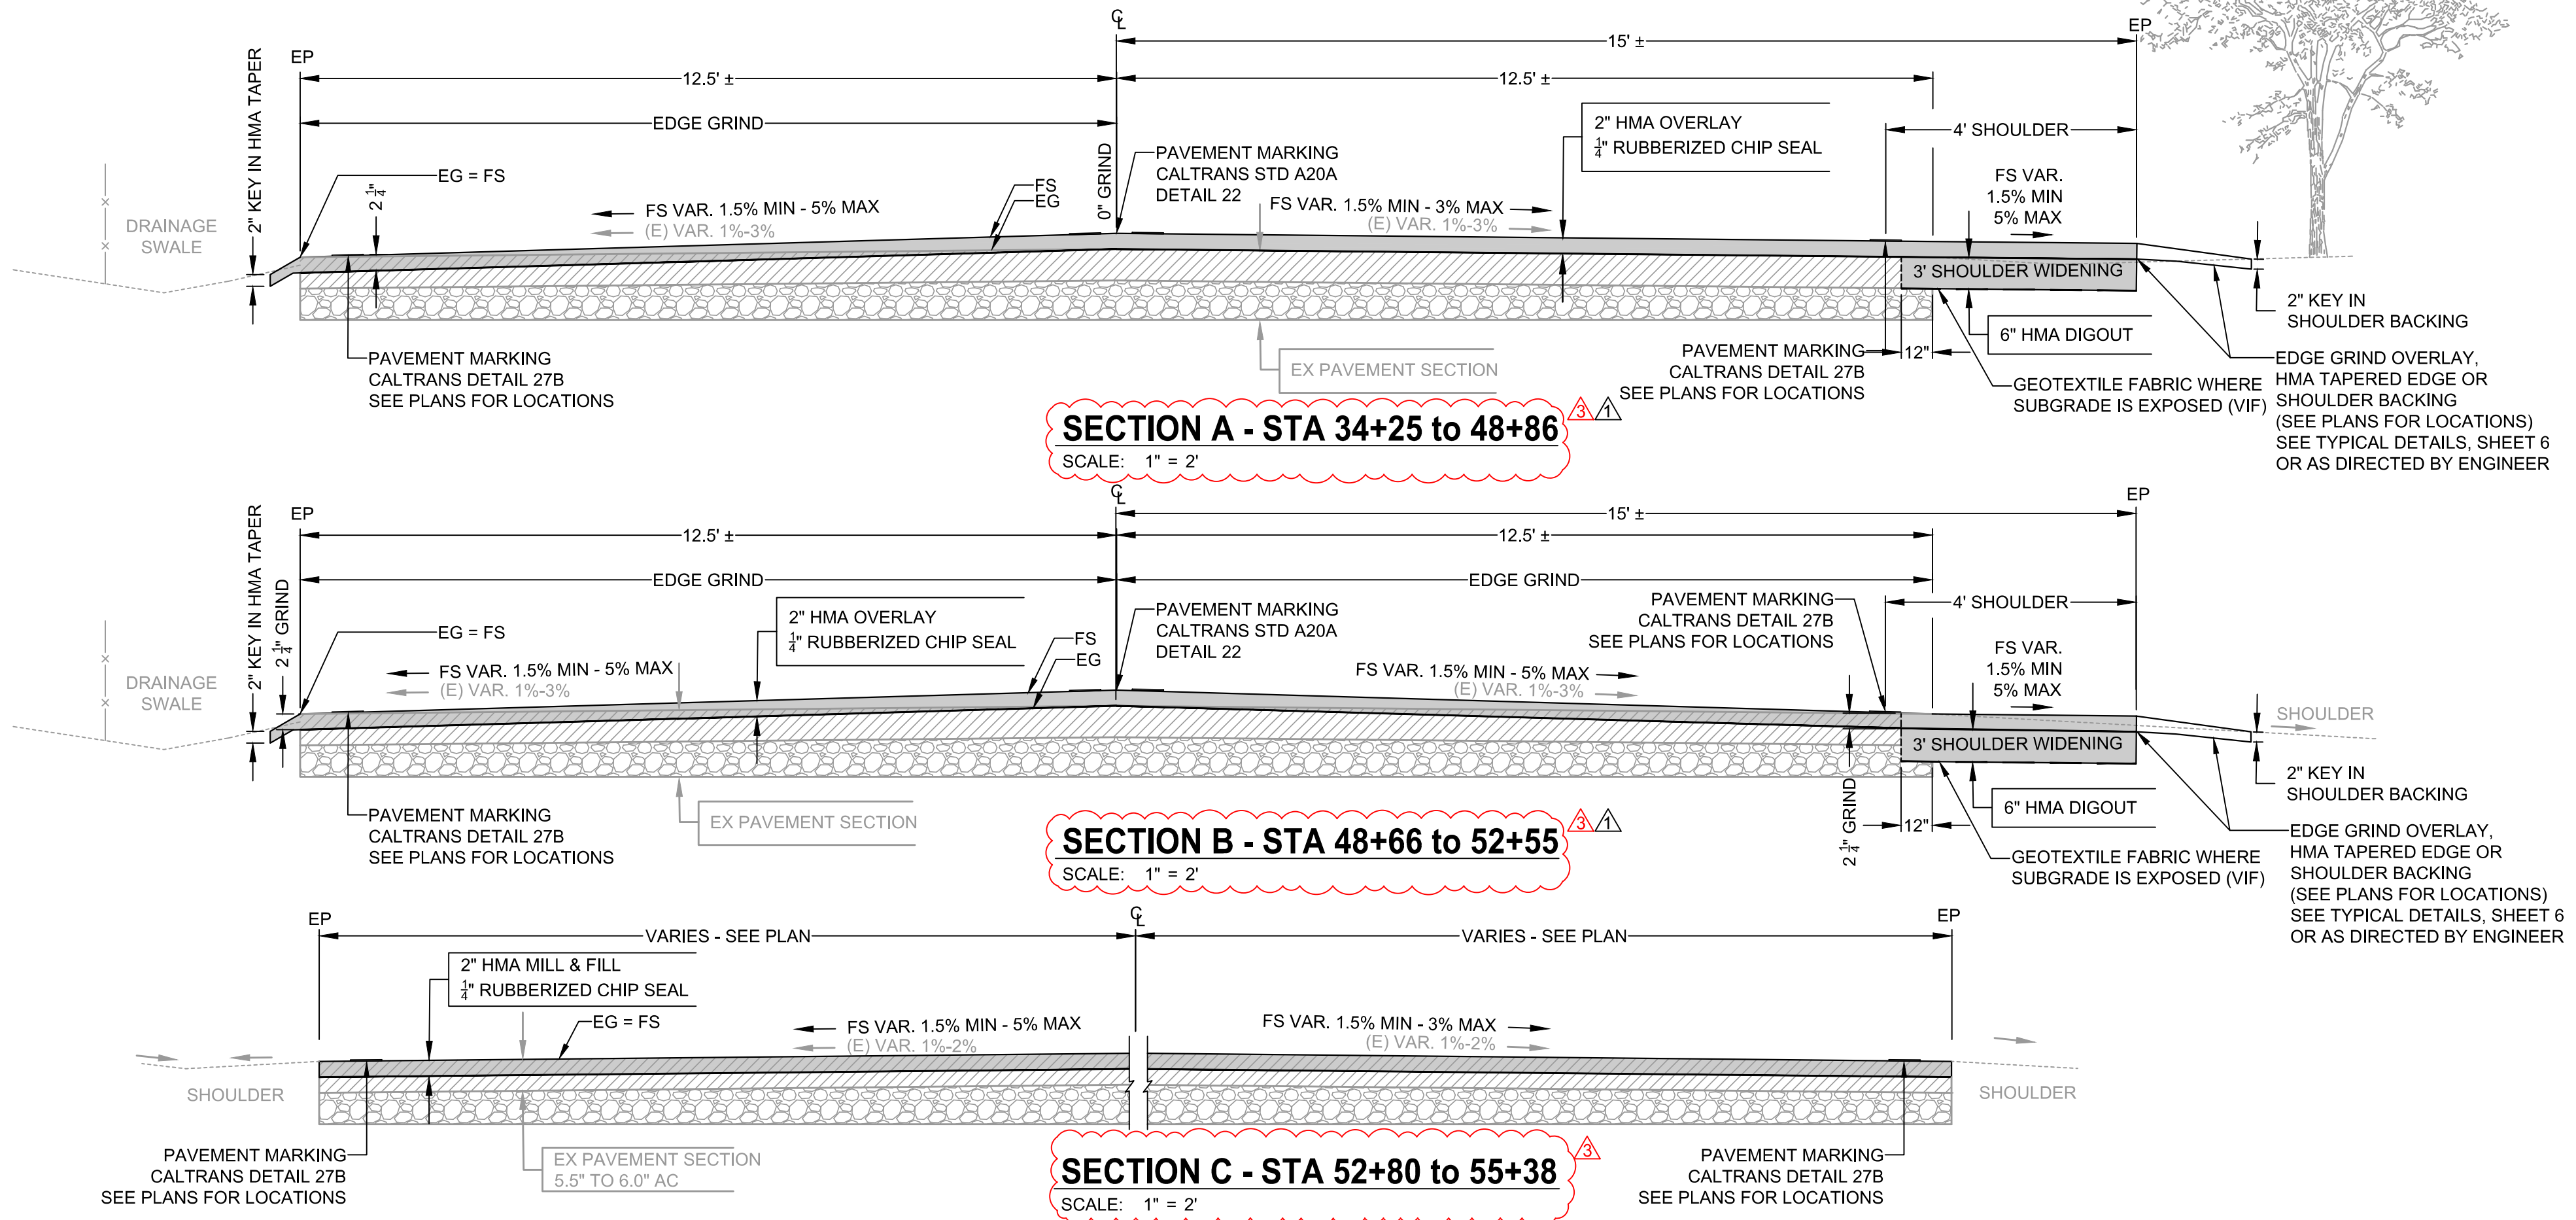 ℄
EP
15' ±
EP
12.5' ±
12.5' ±
2" KEY IN HMA TAPER
EDGE GRIND
2" HMA OVERLAY
1/4" RUBBERIZED CHIP SEAL
4' SHOULDER
0" GRIND
PAVEMENT MARKING
CALTRANS STD A20A
DETAIL 22
EG = FS
2 1/4"
FS
EG
FS VAR.
1.5% MIN
5% MAX
FS VAR. 1.5% MIN - 5% MAX
(E) VAR. 1%-3%
FS VAR. 1.5% MIN - 3% MAX
(E) VAR. 1%-3%
DRAINAGE
SWALE
3' SHOULDER WIDENING
2" KEY IN
SHOULDER BACKING
6" HMA DIGOUT
PAVEMENT MARKING
CALTRANS DETAIL 27B
SEE PLANS FOR LOCATIONS
EX PAVEMENT SECTION
PAVEMENT MARKING
CALTRANS DETAIL 27B
SEE PLANS FOR LOCATIONS
12"
GEOTEXTILE FABRIC WHERE
SUBGRADE IS EXPOSED (VIF)
EDGE GRIND OVERLAY,
HMA TAPERED EDGE OR
SHOULDER BACKING
(SEE PLANS FOR LOCATIONS)
SEE TYPICAL DETAILS, SHEET 6
OR AS DIRECTED BY ENGINEER
SECTION A - STA 34+25 to 48+86
3
1
SCALE: 1" = 2'
℄
EP
15' ±
EP
12.5' ±
12.5' ±
2" KEY IN HMA TAPER
2 1/4" GRIND
EDGE GRIND
EDGE GRIND
2" HMA OVERLAY
1/4" RUBBERIZED CHIP SEAL
PAVEMENT MARKING
CALTRANS STD A20A
DETAIL 22
PAVEMENT MARKING
CALTRANS DETAIL 27B
SEE PLANS FOR LOCATIONS
4' SHOULDER
EG = FS
FS
EG
FS VAR.
1.5% MIN
5% MAX
FS VAR. 1.5% MIN - 5% MAX
(E) VAR. 1%-3%
FS VAR. 1.5% MIN - 5% MAX
(E) VAR. 1%-3%
DRAINAGE
SWALE
SHOULDER
3' SHOULDER WIDENING
2" KEY IN
SHOULDER BACKING
2 1/4" GRIND
12"
6" HMA DIGOUT
PAVEMENT MARKING
CALTRANS DETAIL 27B
SEE PLANS FOR LOCATIONS
EX PAVEMENT SECTION
GEOTEXTILE FABRIC WHERE
SUBGRADE IS EXPOSED (VIF)
EDGE GRIND OVERLAY,
HMA TAPERED EDGE OR
SHOULDER BACKING
(SEE PLANS FOR LOCATIONS)
SEE TYPICAL DETAILS, SHEET 6
OR AS DIRECTED BY ENGINEER
SECTION B - STA 48+66 to 52+55
3
1
SCALE: 1" = 2'
EP
℄
EP
VARIES - SEE PLAN
VARIES - SEE PLAN
2" HMA MILL & FILL
1/4" RUBBERIZED CHIP SEAL
EG = FS
FS VAR. 1.5% MIN - 5% MAX
(E) VAR. 1%-2%
FS VAR. 1.5% MIN - 3% MAX
(E) VAR. 1%-2%
SHOULDER
SHOULDER
PAVEMENT MARKING
CALTRANS DETAIL 27B
SEE PLANS FOR LOCATIONS
EX PAVEMENT SECTION
5.5" TO 6.0" AC
PAVEMENT MARKING
CALTRANS DETAIL 27B
SEE PLANS FOR LOCATIONS
SECTION C - STA 52+80 to 55+38
3
SCALE: 1" = 2'